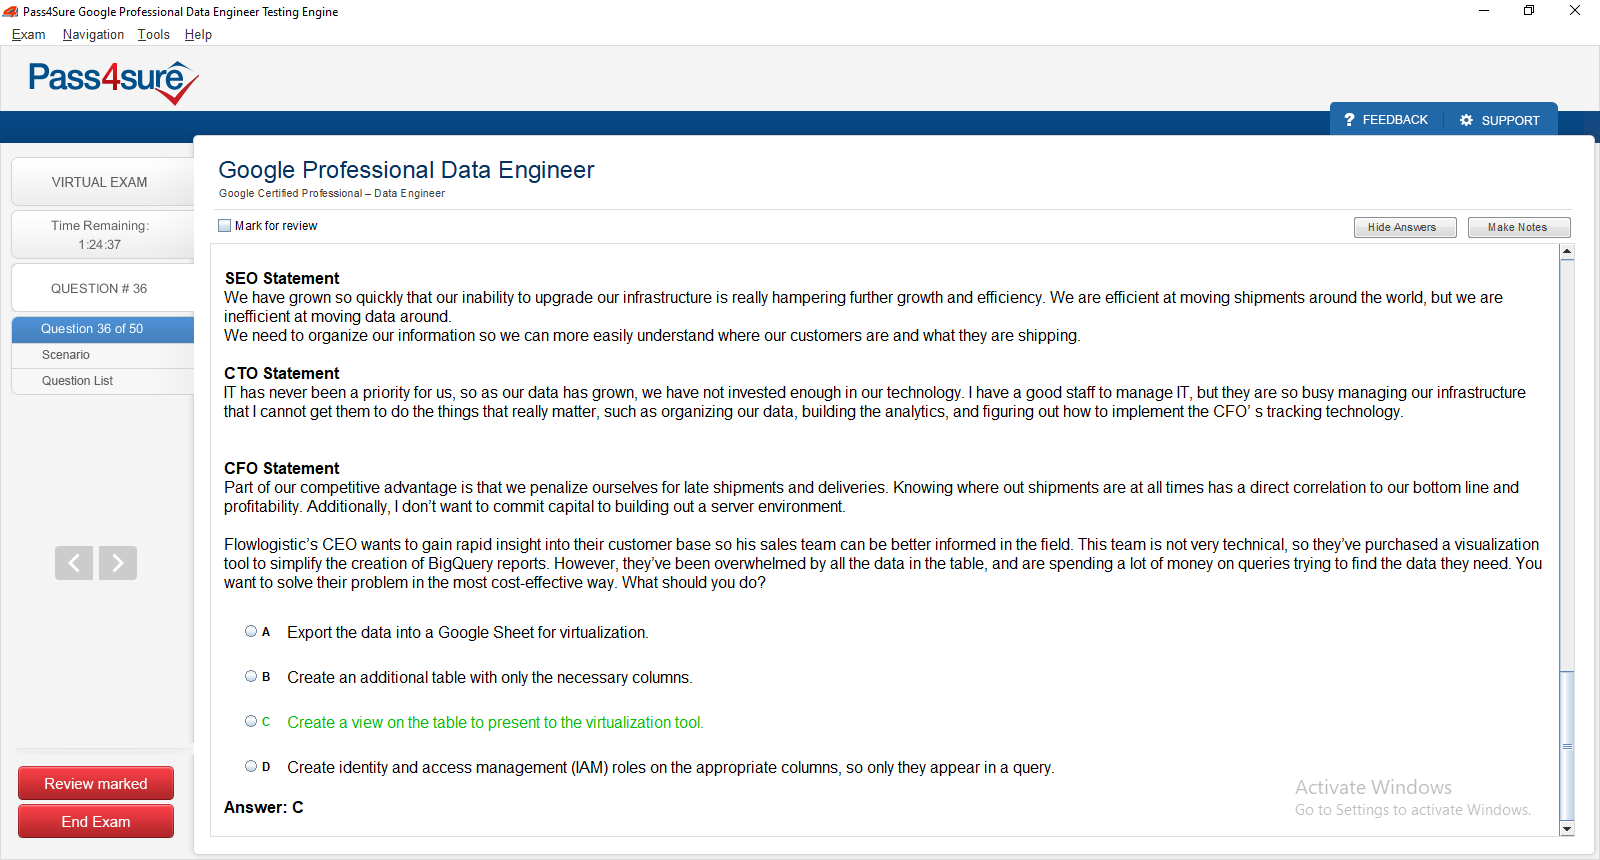 Pass4Sure Google Professional Data Engineer Testing Engine
Exam Navigation Tools Help
Pass4sure
? FEEDBACK SUPPORT
VIRTUAL EXAM
Time Remaining:
1:24:37
QUESTION # 36
Question 36 of 50
Scenario
Question List
Review marked
End Exam
Google Professional Data Engineer
Google Certified Professional – Data Engineer
Mark for review
Hide Answers Make Notes
SEO Statement
We have grown so quickly that our inability to upgrade our infrastructure is really hampering further growth and efficiency. We are efficient at moving shipments around the world, but we are
inefficient at moving data around.
We need to organize our information so we can more easily understand where our customers are and what they are shipping.
CTO Statement
IT has never been a priority for us, so as our data has grown, we have not invested enough in our technology. I have a good staff to manage IT, but they are so busy managing our infrastructure
that I cannot get them to do the things that really matter, such as organizing our data, building the analytics, and figuring out how to implement the CFO' s tracking technology.
CFO Statement
Part of our competitive advantage is that we penalize ourselves for late shipments and deliveries. Knowing where out shipments are at all times has a direct correlation to our bottom line and
profitability. Additionally, I don't want to commit capital to building out a server environment.
Flowlogistic's CEO wants to gain rapid insight into their customer base so his sales team can be better informed in the field. This team is not very technical, so they've purchased a visualization
tool to simplify the creation of BigQuery reports. However, they've been overwhelmed by all the data in the table, and are spending a lot of money on queries trying to find the data they need. You
want to solve their problem in the most cost-effective way. What should you do?
A Export the data into a Google Sheet for virtualization.
B Create an additional table with only the necessary columns.
C Create a view on the table to present to the virtualization tool.
D Create identity and access management (IAM) roles on the appropriate columns, so only they appear in a query.
Answer: C
Activate Windows
Go to Settings to activate Windows.